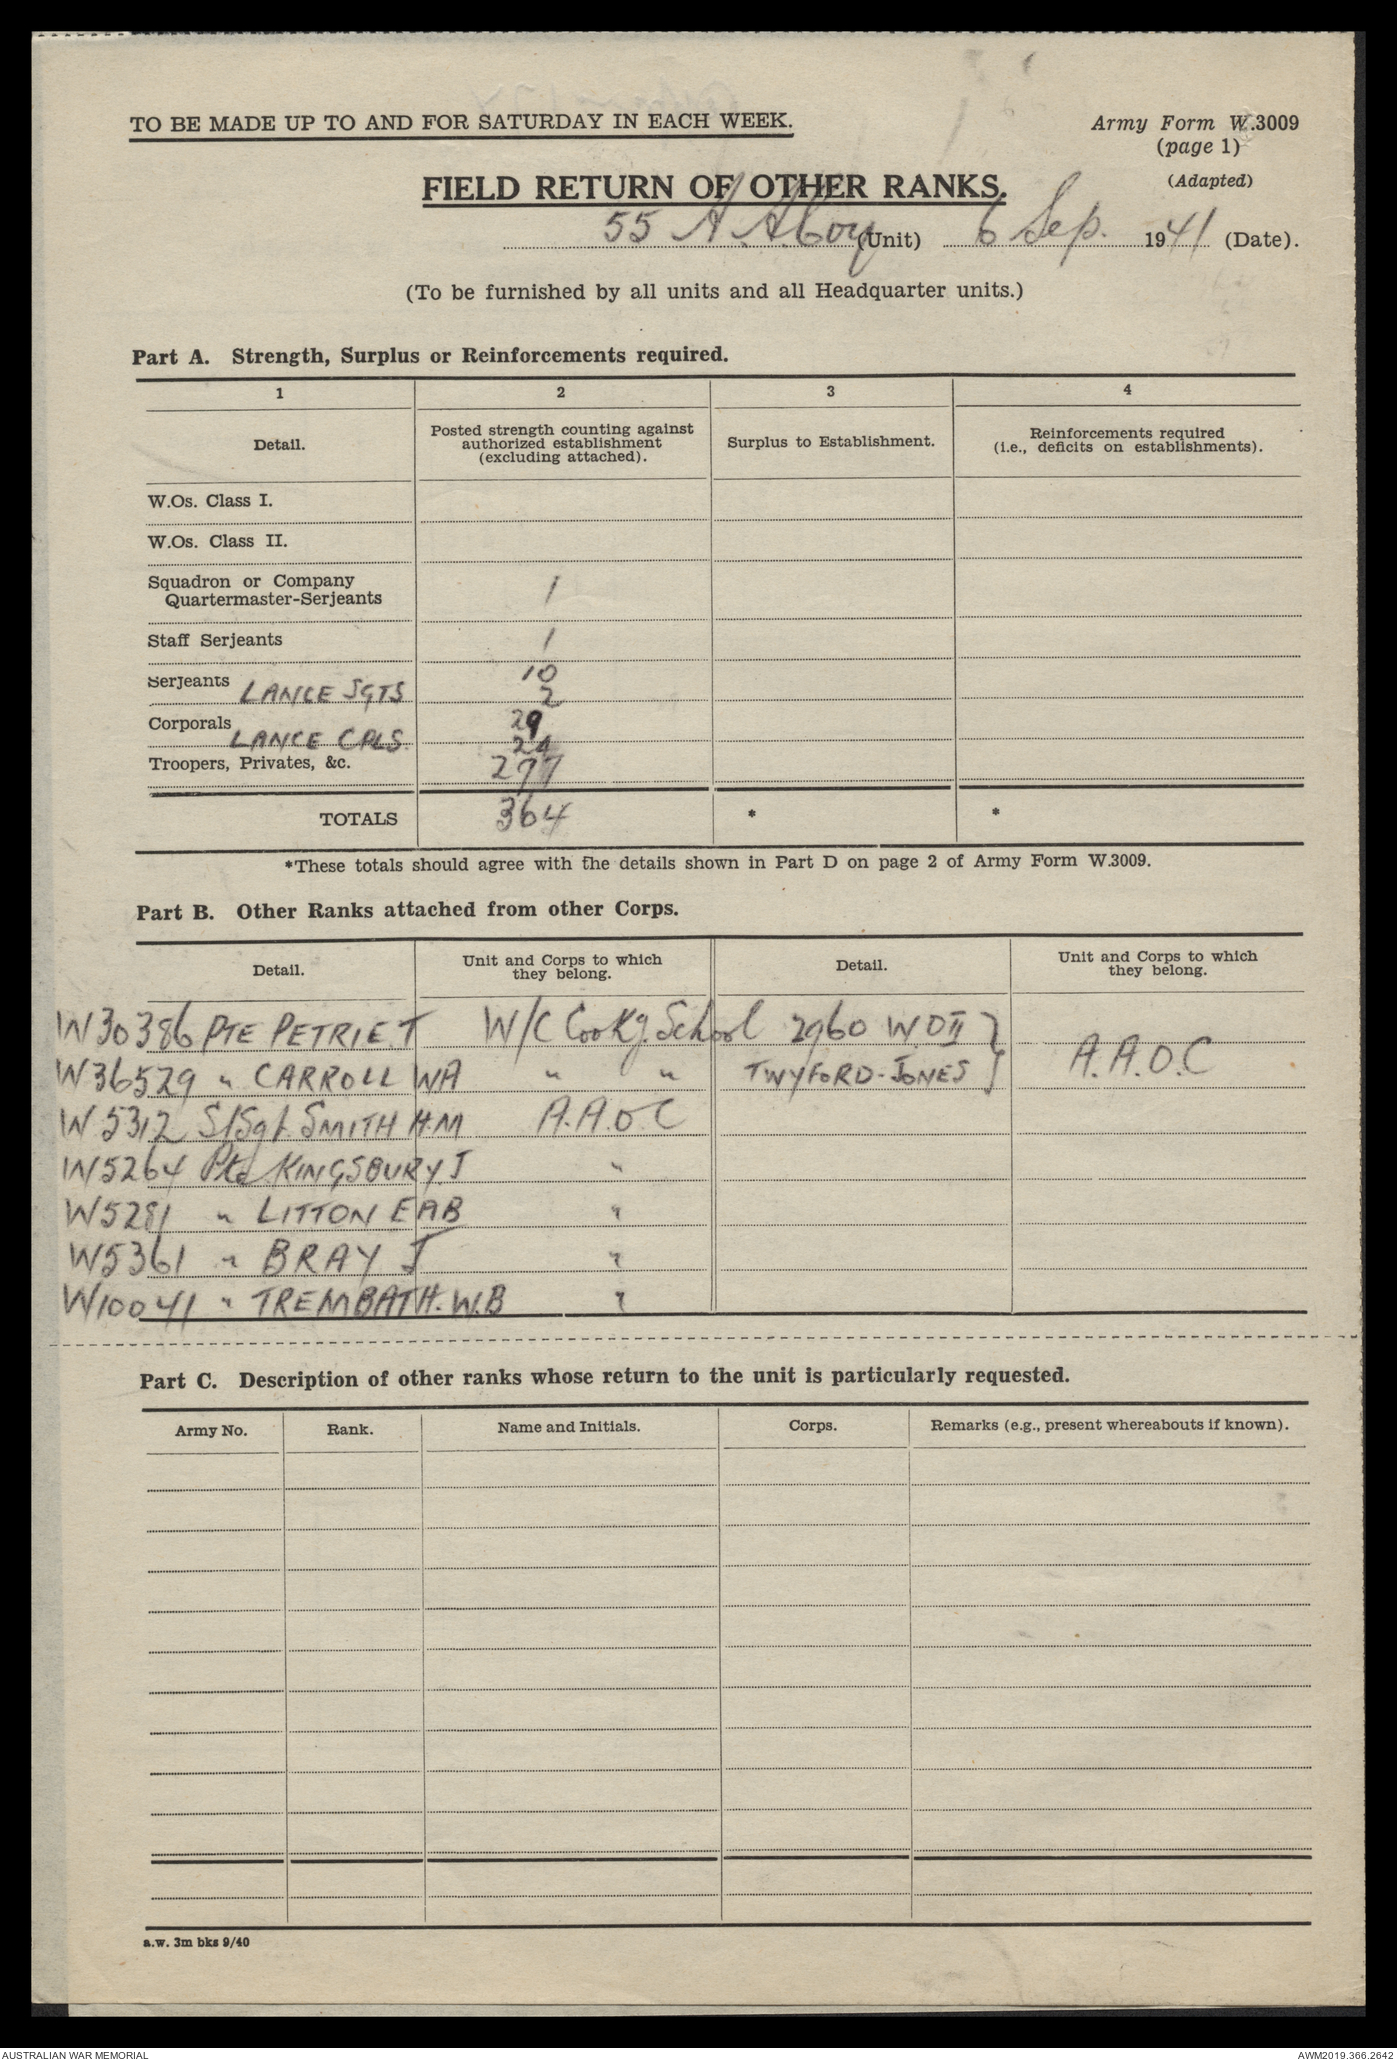 TO BE MADE UP TO AND FOR SATURDAY IN EACH WEEK.
Army Form W.3009
(page 1)
(Adapted)
FIELD RETURN OF OTHER RANKS.
55 A.A. Coy (Unit) 6 Sep. 1941 (Date).
(To be furnished by all units and all Headquarter units.)
Part A. Strength, Surplus or Reinforcements required.
1 2 3 4
Detail. Posted strength counting against authorized establishment (excluding attached). Surplus to Establishment. Reinforcements required (i.e., deficits on establishments).
W.Os. Class I.
W.Os. Class II.
Squadron or Company
Quartermaster-Serjeants 1
Staff Serjeants 1
Serjeants 10
LANCE SGTS 2
Corporals 29
LANCE CPLS. 24
Troopers, Privates, &c. 277
TOTALS 364 * *
*These totals should agree with the details shown in Part D on page 2 of Army Form W.3009.
Part B. Other Ranks attached from other Corps.
Detail. Unit and Corps to which they belong. Detail. Unit and Corps to which they belong.
W30386 PTE PETRIE T W/C Cookg. School 2960 W.O II }
W36529 " CARROLL WA " " TWYFORD-JONES } A.A.O.C
W5312 S/Sgt. SMITH H.M A.A.O C
W5264 Pte KINGSBURY. J "
W5281 " LITTON E AB "
W5361 " BRAY J "
W10041 " TREMBATH. W.B "
Part C. Description of other ranks whose return to the unit is particularly requested.
Army No. Rank. Name and Initials. Corps. Remarks (e.g., present whereabouts if known).
a.w. 3m bks 9/40
AUSTRALIAN WAR MEMORIAL
AWM2019.366.2642